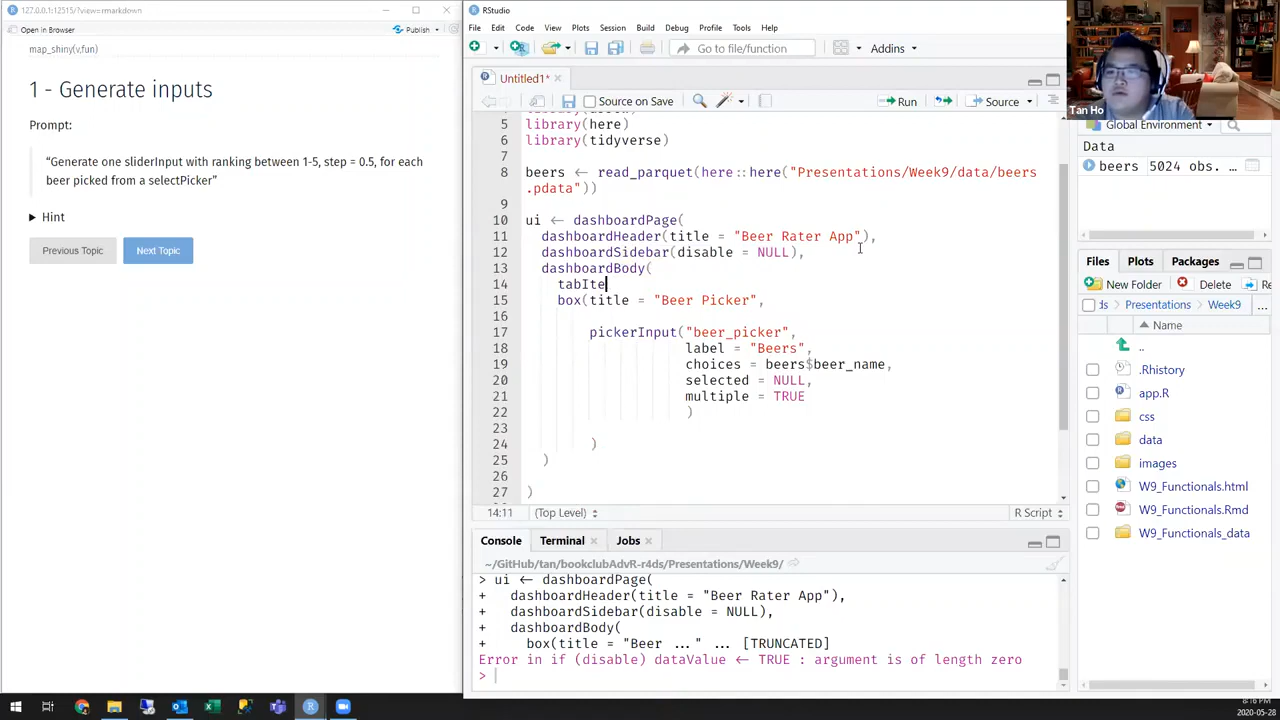 127.0.0.1:12515/?view=rmarkdown
Open in Browser
Publish
map_shiny(v,fun)
1 - Generate inputs
Prompt:
“Generate one sliderInput with ranking between 1-5, step = 0.5, for each
beer picked from a selectPicker”
Hint
Previous Topic
Next Topic
RStudio
File Edit Code View Plots Session Build Debug Profile Tools Help
Go to file/function
Addins
Untitled1*
Source on Save
Run
Source
5 library(here)
6 library(tidyverse)
7
8 beers ← read_parquet(here::here("Presentations/Week9/data/beers
.pdata"))
9
10 ui ← dashboardPage(
11 dashboardHeader(title = "Beer Rater App"),
12 dashboardSidebar(disable = NULL),
13 dashboardBody(
14 tabIte
15 box(title = "Beer Picker",
16
17 pickerInput("beer_picker",
18 label = "Beers",
19 choices = beers$beer_name,
20 selected = NULL,
21 multiple = TRUE
22 )
23
24 )
25 )
26
27 )
14:11 (Top Level) R Script
Console Terminal Jobs
~/GitHub/tan/bookclubAdvR-r4ds/Presentations/Week9/
> ui ← dashboardPage(
+ dashboardHeader(title = "Beer Rater App"),
+ dashboardSidebar(disable = NULL),
+ dashboardBody(
+ box(title = "Beer ..." ... [TRUNCATED]
Error in if (disable) dataValue ← TRUE : argument is of length zero
>
Tan Ho
Global Environment
Data
beers 5024 obs. …
Files Plots Packages
New Folder Delete Re
ds Presentations Week9 ...
Name
..
.Rhistory
app.R
css
data
images
W9_Functionals.html
W9_Functionals.Rmd
W9_Functionals_data
8:16 PM
2020-05-28